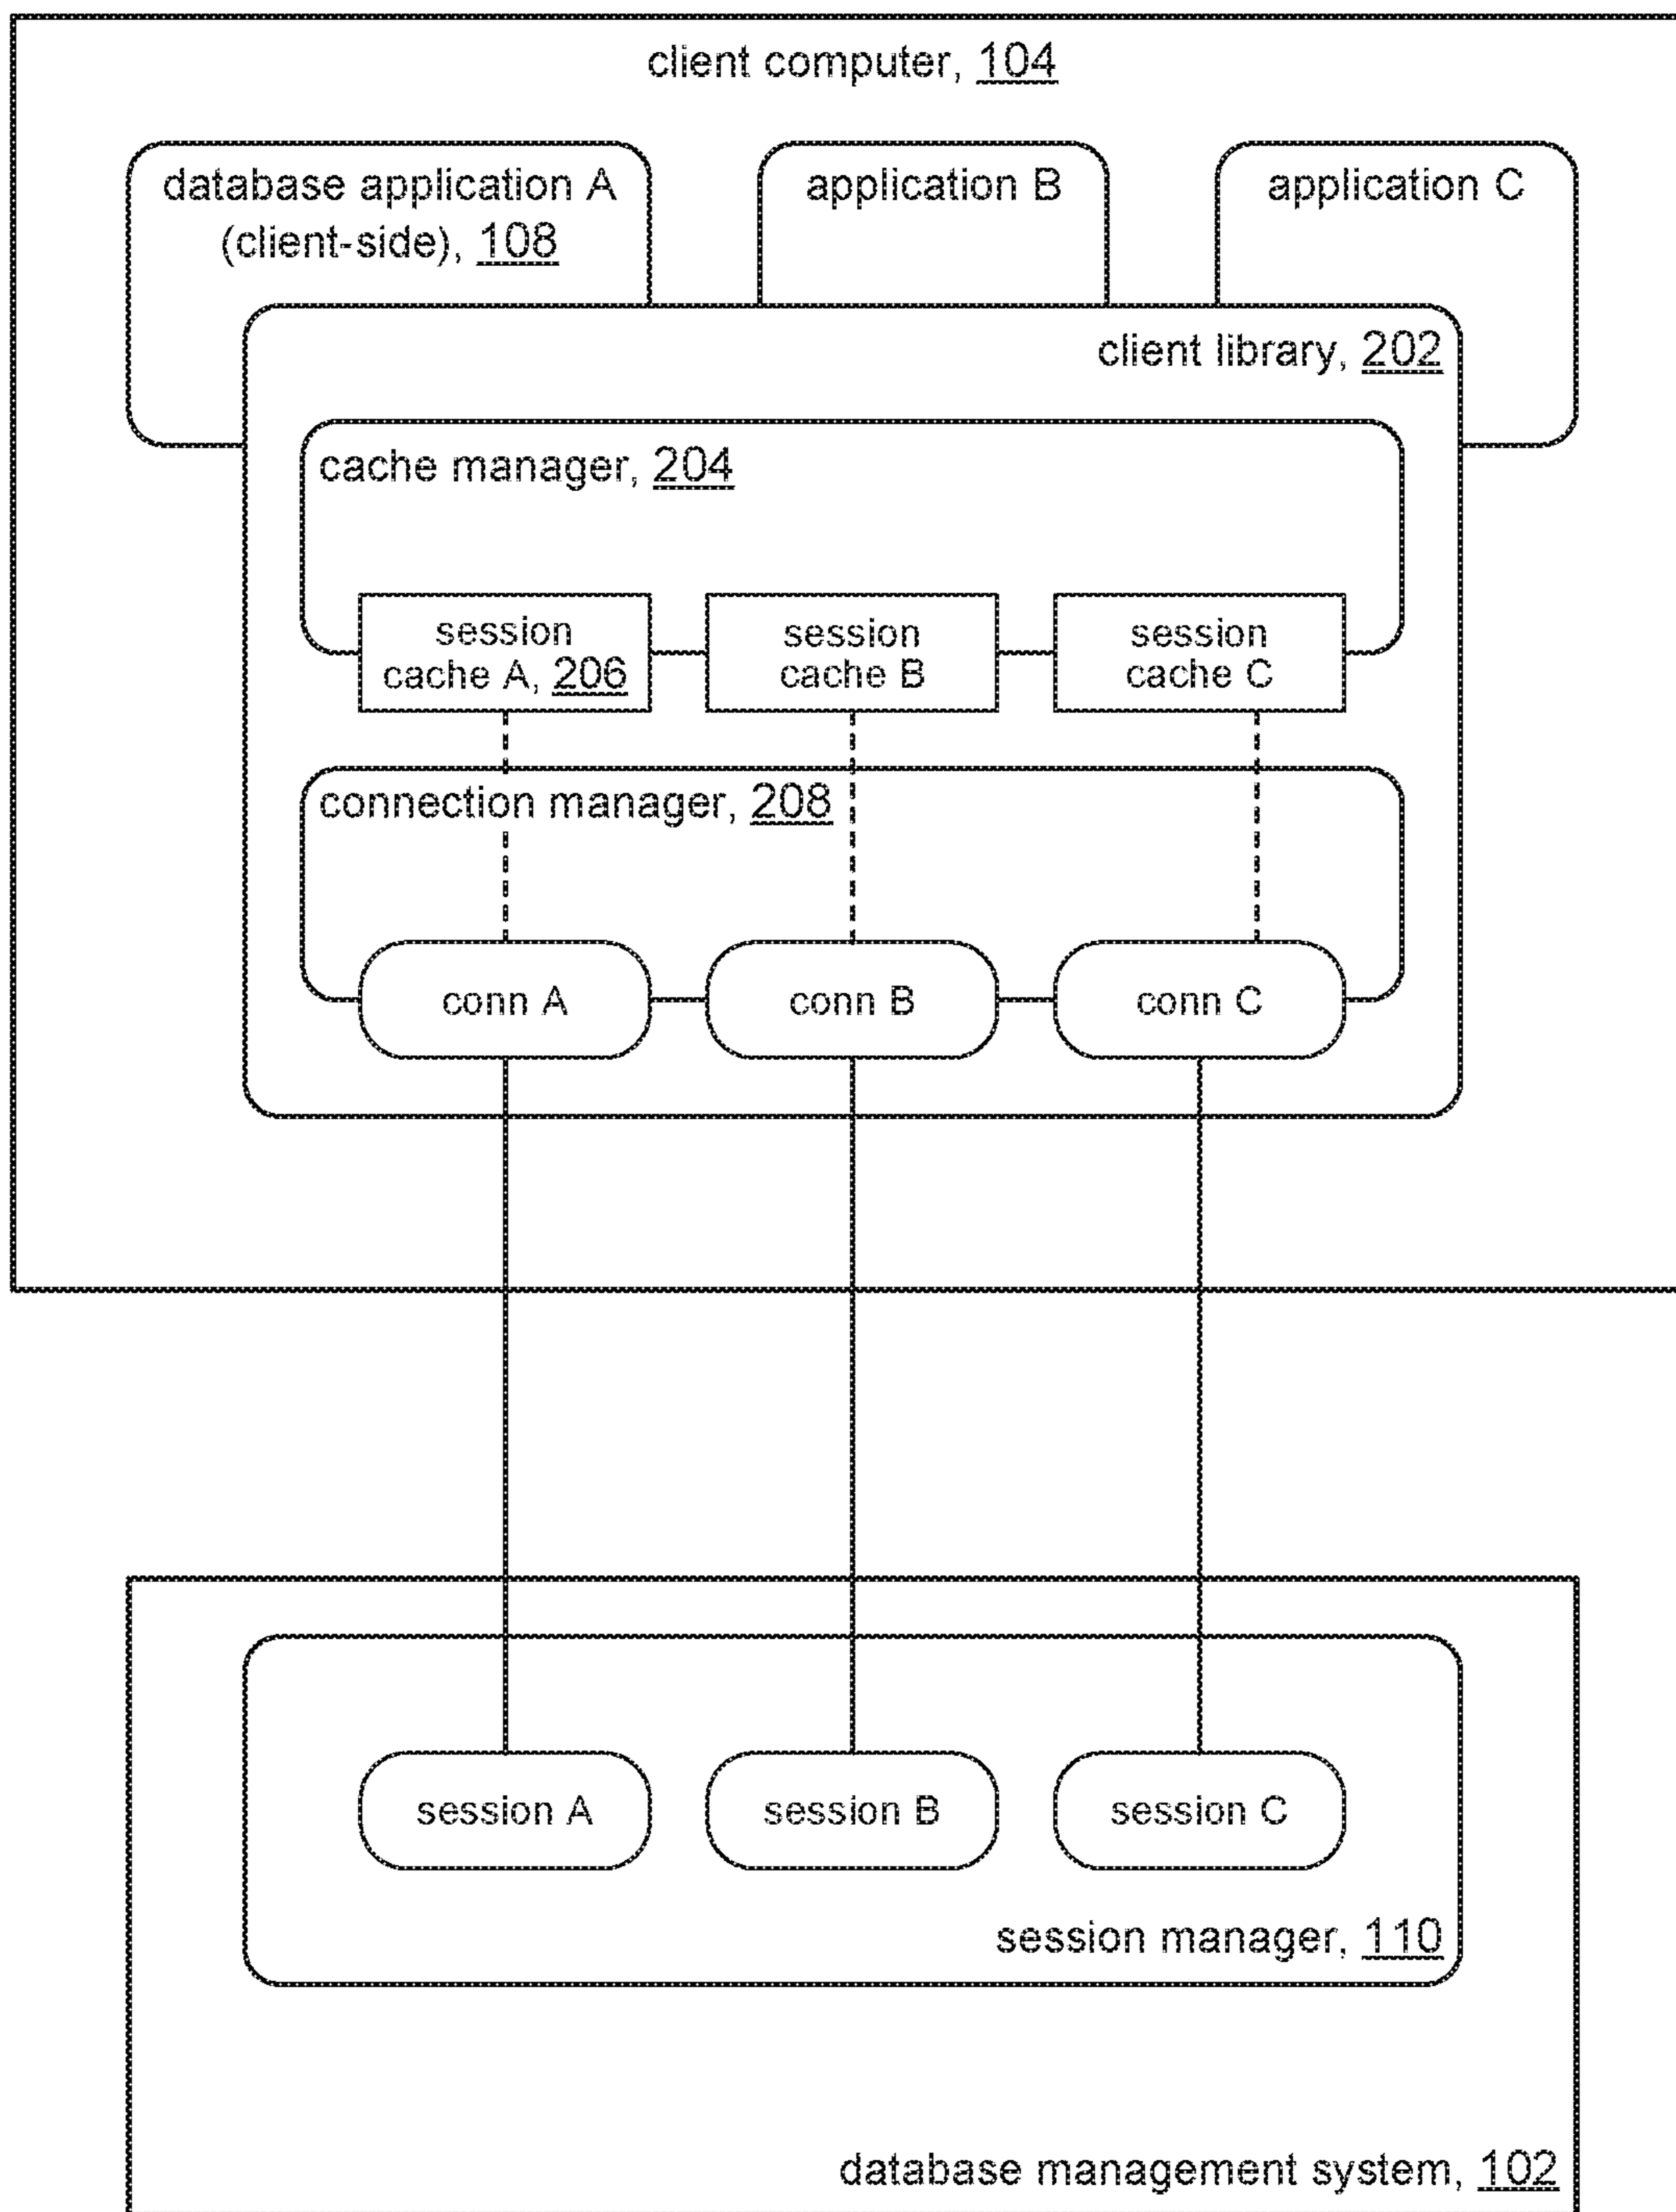 client computer, 104
database application A
(client-side), 108
application B
application C
client library, 202
cache manager, 204
session
cache A, 206
session
cache B
session
cache C
connection manager, 208
conn A
conn B
conn C
session A
session B
session C
session manager, 110
database management system, 102